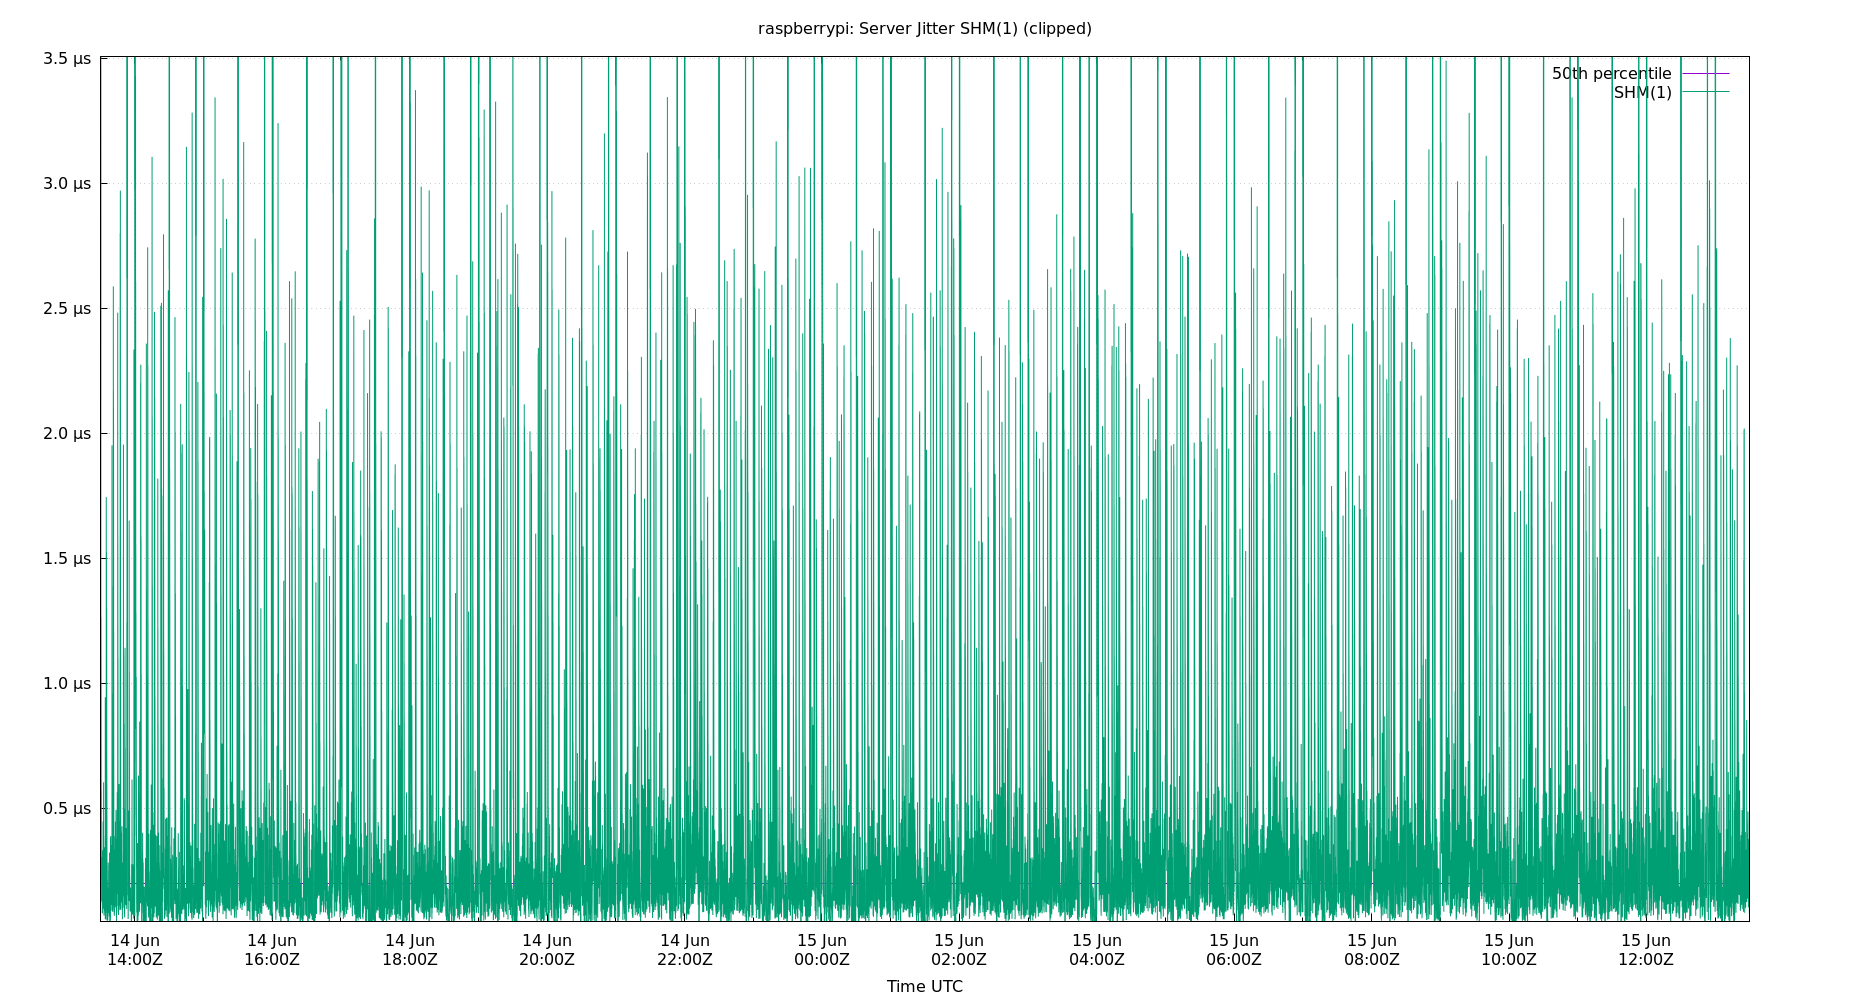 raspberrypi: Server Jitter SHM(1) (clipped)
3.5 µs
50th percentile
SHM(1)
3.0 µs
2.5 µs
2.0 µs
1.5 µs
1.0 µs
0.5 µs
14 Jun 14 Jun 14 Jun 14 Jun 14 Jun 15 Jun 15 Jun 15 Jun 15 Jun 15 Jun 15 Jun 15 Jun
14:00Z 16:00Z 18:00Z 20:00Z 22:00Z 00:00Z 02:00Z 04:00Z 06:00Z 08:00Z 10:00Z 12:00Z
Time UTC